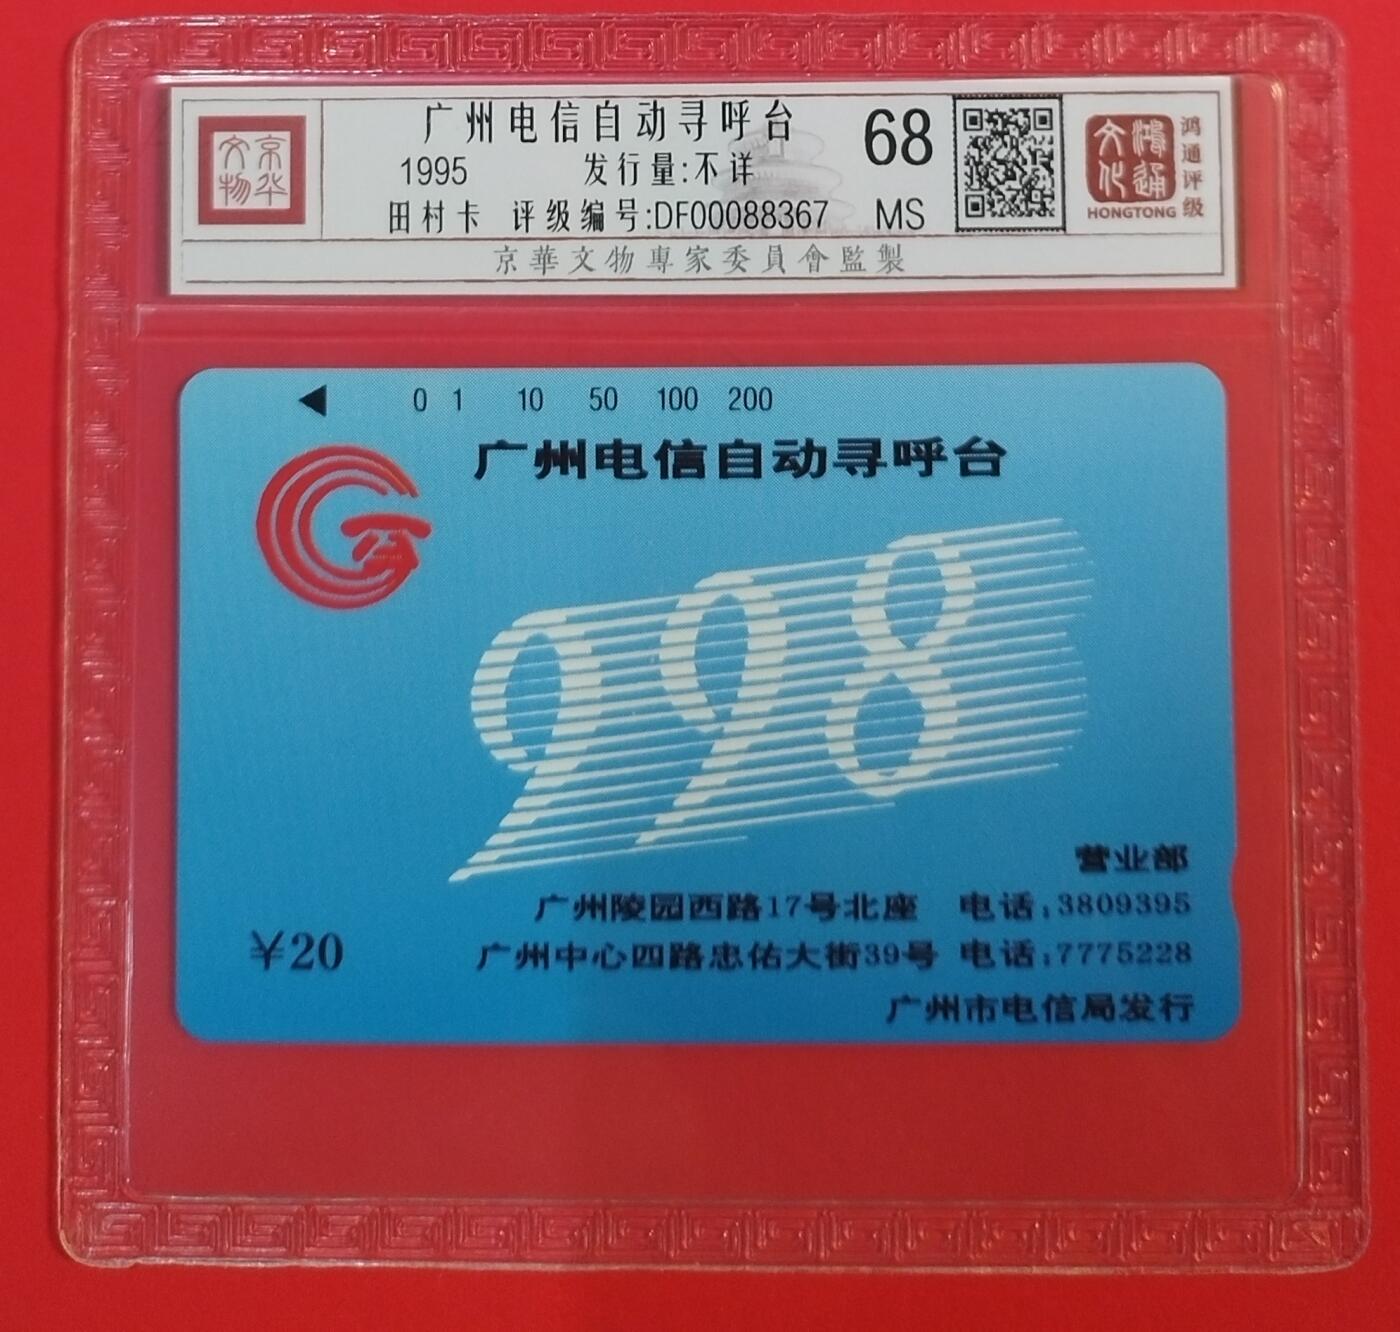 京华文物
广州电信自动寻呼台
1995 发行量:不详
田村卡 评级编号:DF00088367
68
MS
鸿通文化
HONGTONG
鸿通评级
京華文物專家委員會監製
0 1 10 50 100 200
广州电信自动寻呼台
998
营业部
广州陵园西路17号北座 电话:3809395
广州中心四路忠佑大街39号 电话:7775228
¥20
广州市电信局发行